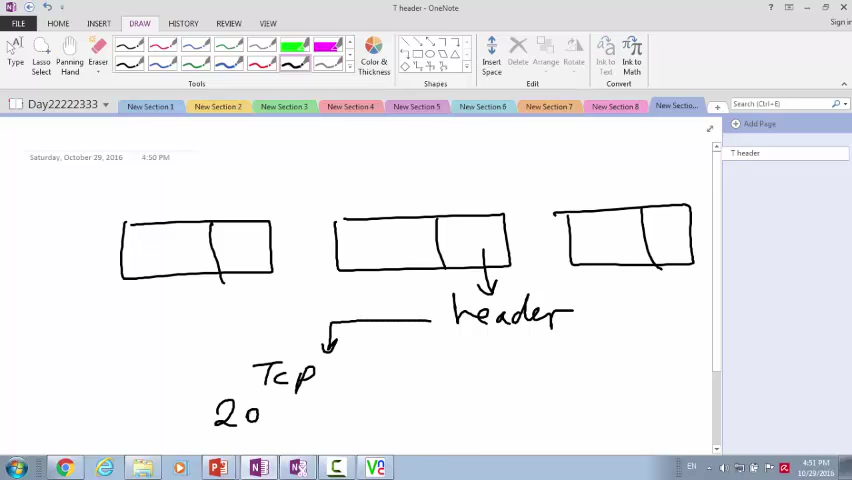 T header - OneNote
FILE HOME INSERT DRAW HISTORY REVIEW VIEW
Sign in
Type Lasso Select Panning Hand Eraser Color & Thickness Insert Space Delete Arrange Rotate Ink to Text Ink to Math
Tools Shapes Edit Convert
Day22222333 New Section 1 New Section 2 New Section 3 New Section 4 New Section 5 New Section 6 New Section 7 New Section 8 New Sectio... Search (Ctrl+E)
Add Page
T header
Saturday, October 29, 2016 4:50 PM
header
Tcp
20
EN 4:51 PM
10/29/2016